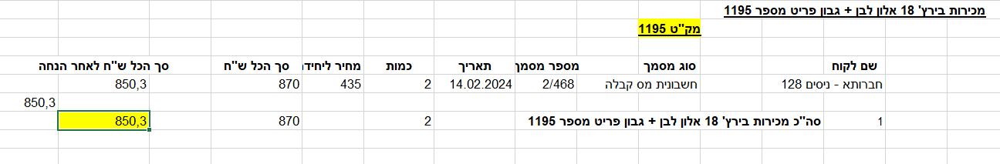 מכירות בירץ' 18 אלון לבן + גבון פריט מספר 1195
מק"ט 1195
שם לקוח סוג מסמך מספר מסמך תאריך כמות מחיר ליחיד סך הכל ש"ח סך הכל ש"ח לאחר הנחה
חברותא - ניסים 128 חשבונית מס קבלה 2/468 14.02.2024 2 435 870 850,3
850,3
1 סה"כ מכירות בירץ' 18 אלון לבן + גבון פריט מספר 1195 2 870 850,3